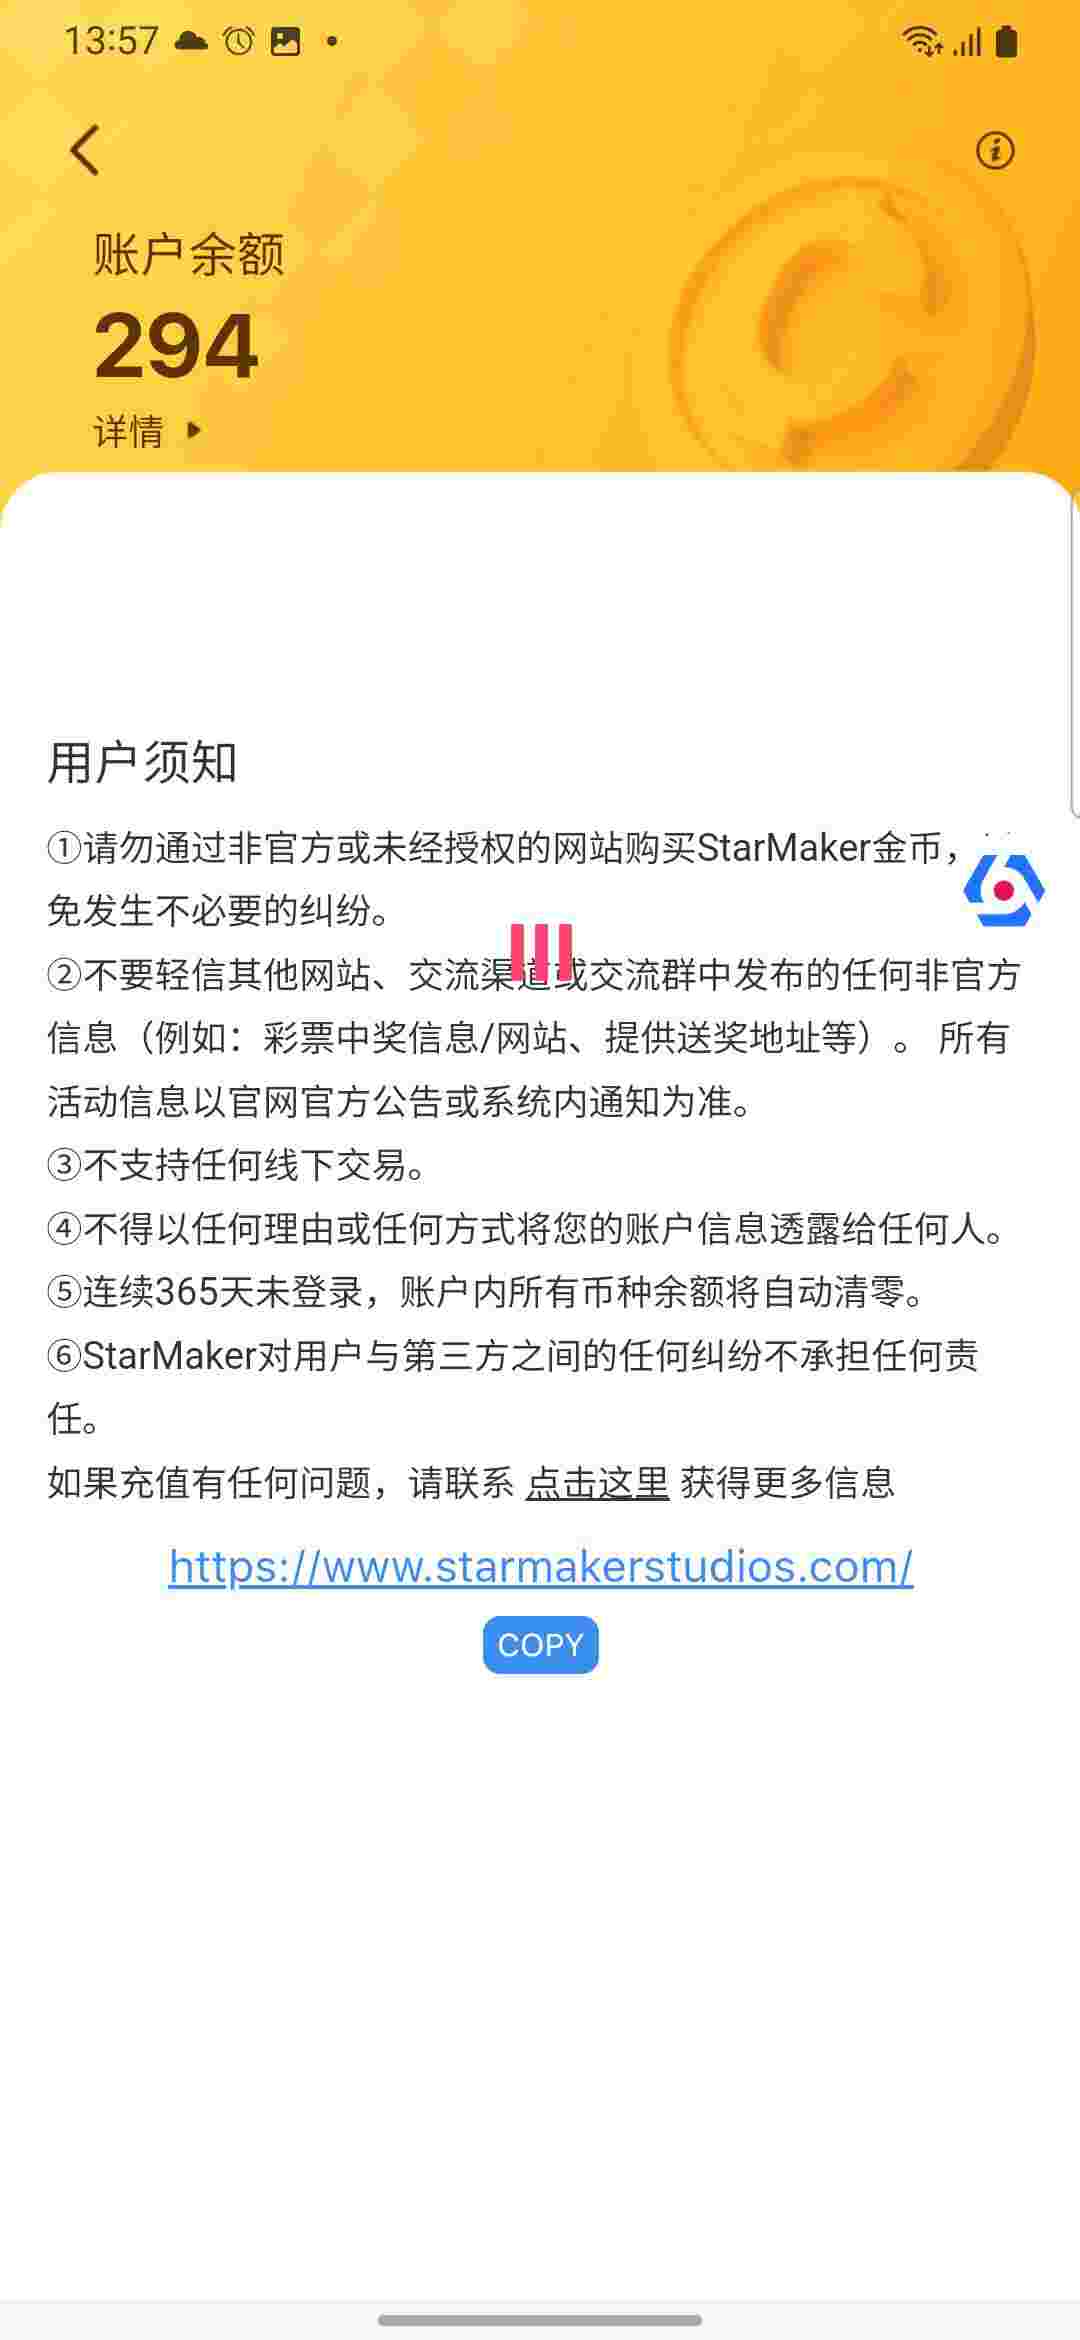 13:57
账户余额
294
详情
用户须知
①请勿通过非官方或未经授权的网站购买StarMaker金币，
免发生不必要的纠纷。
②不要轻信其他网站、交流渠道或交流群中发布的任何非官方
信息（例如：彩票中奖信息/网站、提供送奖地址等）。 所有
活动信息以官网官方公告或系统内通知为准。
③不支持任何线下交易。
④不得以任何理由或任何方式将您的账户信息透露给任何人。
⑤连续365天未登录，账户内所有币种余额将自动清零。
⑥StarMaker对用户与第三方之间的任何纠纷不承担任何责
任。
如果充值有任何问题，请联系 点击这里 获得更多信息
https://www.starmakerstudios.com/
COPY